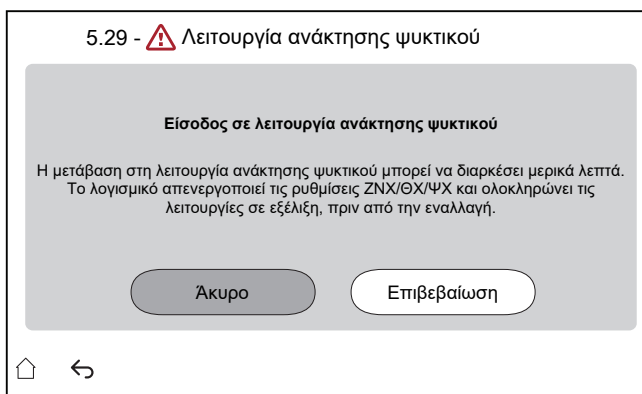 5.29 - Λειτουργία ανάκτησης ψυκτικού
Είσοδος σε λειτουργία ανάκτησης ψυκτικού
Η μετάβαση στη λειτουργία ανάκτησης ψυκτικού μπορεί να διαρκέσει μερικά λεπτά.
Το λογισμικό απενεργοποιεί τις ρυθμίσεις ΖΝΧ/ΘΧ/ΨΧ και ολοκληρώνει τις
λειτουργίες σε εξέλιξη, πριν από την εναλλαγή.
Άκυρο
Επιβεβαίωση